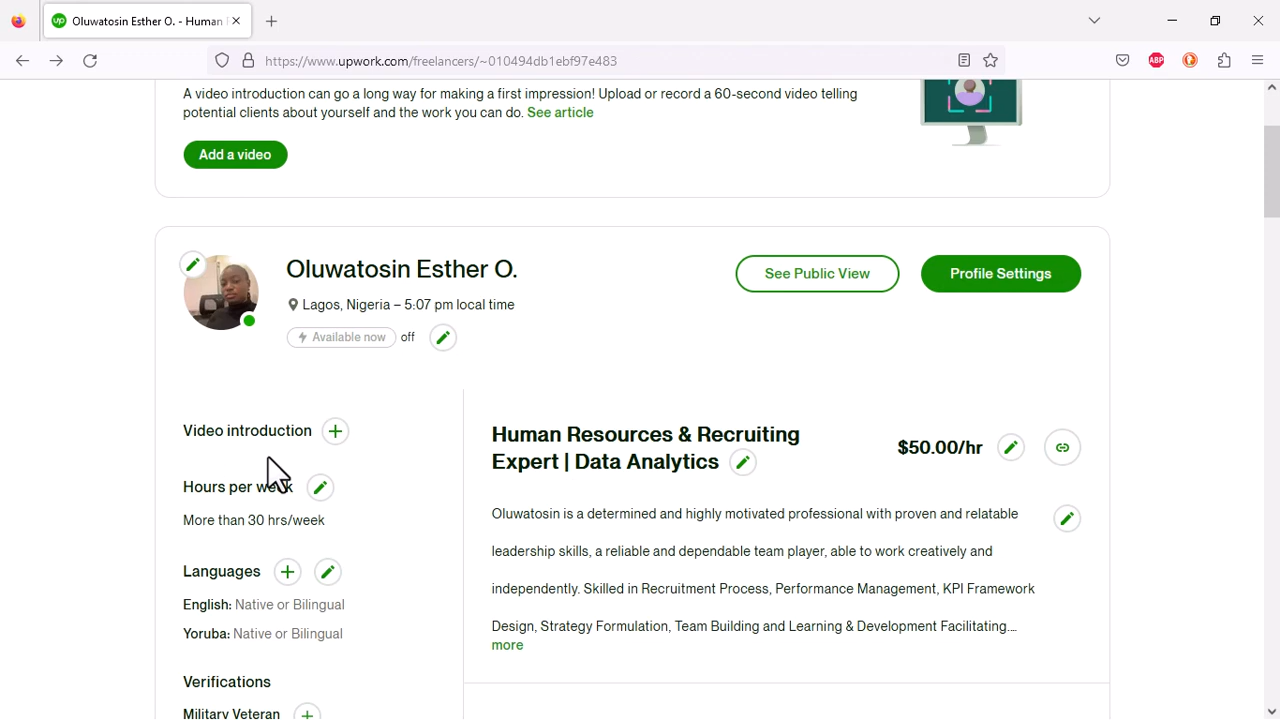 up Oluwatosin Esther O. - Human
https://www.upwork.com/freelancers/~010494db1ebf97e483
ABP
A video introduction can go a long way for making a first impression! Upload or record a 60-second video telling
potential clients about yourself and the work you can do. See article
Add a video
Oluwatosin Esther O.
Lagos, Nigeria – 5:07 pm local time
See Public View
Profile Settings
Available now off
Video introduction
Hours per week
More than 30 hrs/week
Languages
English: Native or Bilingual
Yoruba: Native or Bilingual
Verifications
Military Veteran
Human Resources & Recruiting
Expert | Data Analytics
$50.00/hr
Oluwatosin is a determined and highly motivated professional with proven and relatable
leadership skills, a reliable and dependable team player, able to work creatively and
independently. Skilled in Recruitment Process, Performance Management, KPI Framework
Design, Strategy Formulation, Team Building and Learning & Development Facilitating....
more